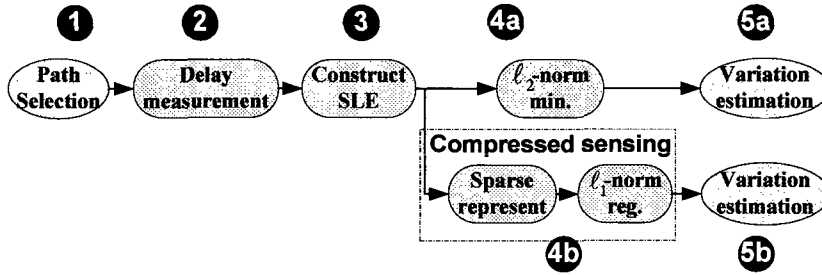 1 2 3 4a 5a
Path
Selection
Delay
measurement
Construct
SLE
ℓ2-norm
min.
Variation
estimation
Compressed sensing
Sparse
represent
ℓ1-norm
reg.
Variation
estimation
4b 5b